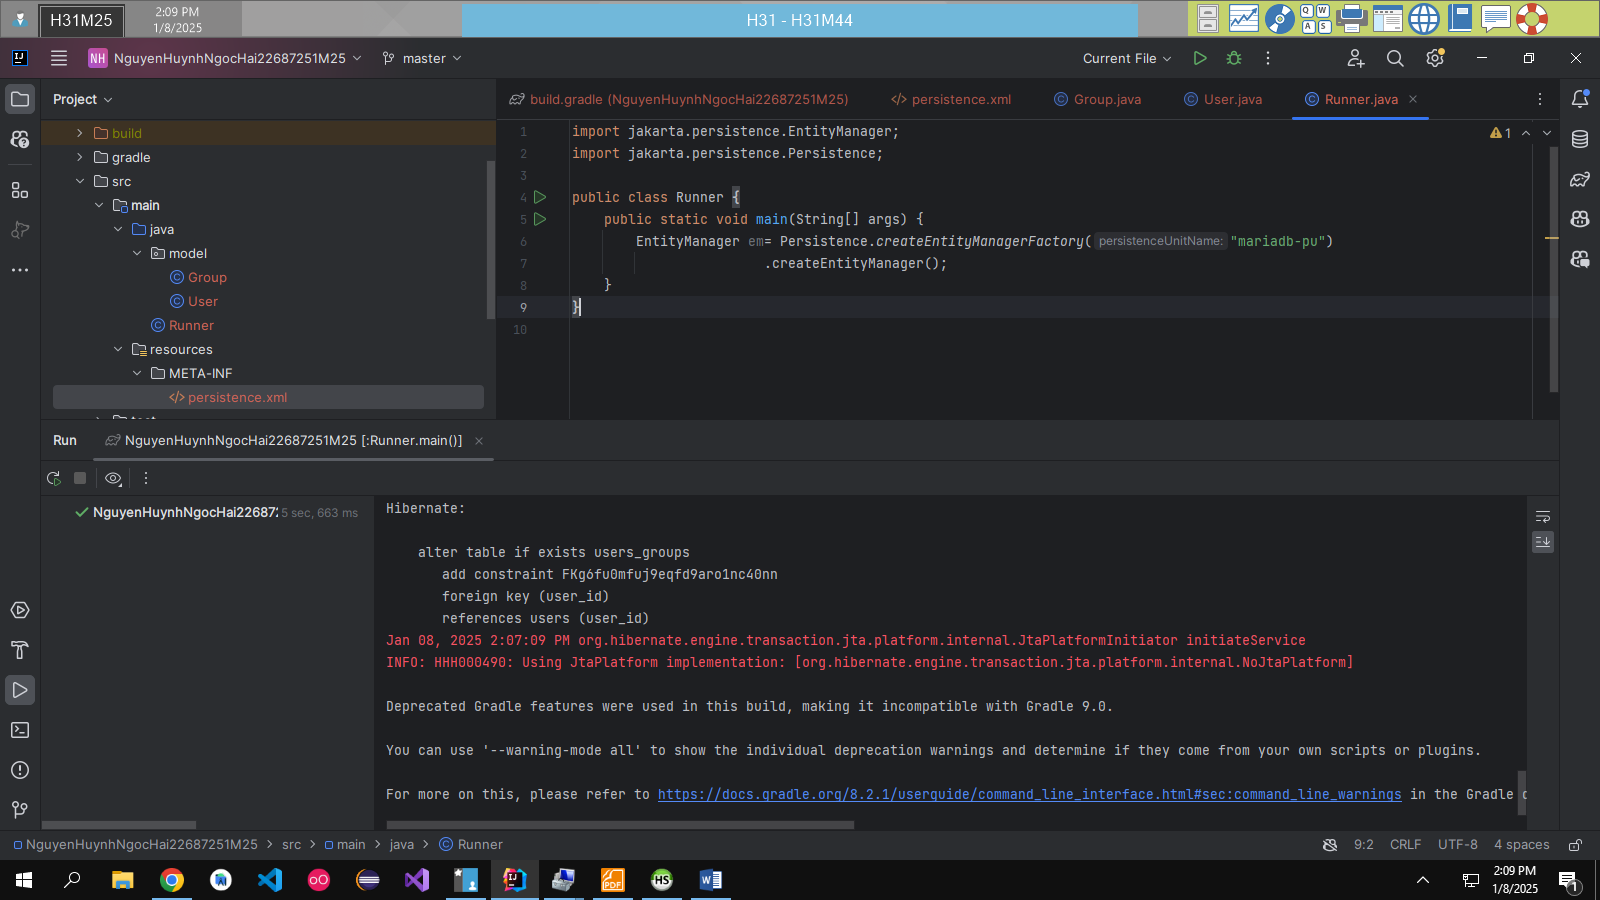 H31M25
2:09 PM
1/8/2025
H31 - H31M44
Q W
A S
NH NguyenHuynhNgocHai22687251M25
master
Current File
Project
build.gradle (NguyenHuynhNgocHai22687251M25)
persistence.xml
Group.java
User.java
Runner.java
build
gradle
src
main
java
model
Group
User
Runner
resources
META-INF
persistence.xml
1 import jakarta.persistence.EntityManager;
2 import jakarta.persistence.Persistence;
3
4 public class Runner {
5 public static void main(String[] args) {
6 EntityManager em= Persistence.createEntityManagerFactory( persistenceUnitName: "mariadb-pu")
7 .createEntityManager();
8 }
9 }
10
1
Run
NguyenHuynhNgocHai22687251M25 [:Runner.main()]
NguyenHuynhNgocHai22687 5 sec, 663 ms
Hibernate:
alter table if exists users_groups
add constraint FKg6fu0mfuj9eqfd9aro1nc40nn
foreign key (user_id)
references users (user_id)
Jan 08, 2025 2:07:09 PM org.hibernate.engine.transaction.jta.platform.internal.JtaPlatformInitiator initiateService
INFO: HHH000490: Using JtaPlatform implementation: [org.hibernate.engine.transaction.jta.platform.internal.NoJtaPlatform]
Deprecated Gradle features were used in this build, making it incompatible with Gradle 9.0.
You can use '--warning-mode all' to show the individual deprecation warnings and determine if they come from your own scripts or plugins.
For more on this, please refer to https://docs.gradle.org/8.2.1/userguide/command_line_interface.html#sec:command_line_warnings in the Gradle
NguyenHuynhNgocHai22687251M25 > src > main > java > Runner
9:2
CRLF
UTF-8
4 spaces
2:09 PM
1/8/2025
1